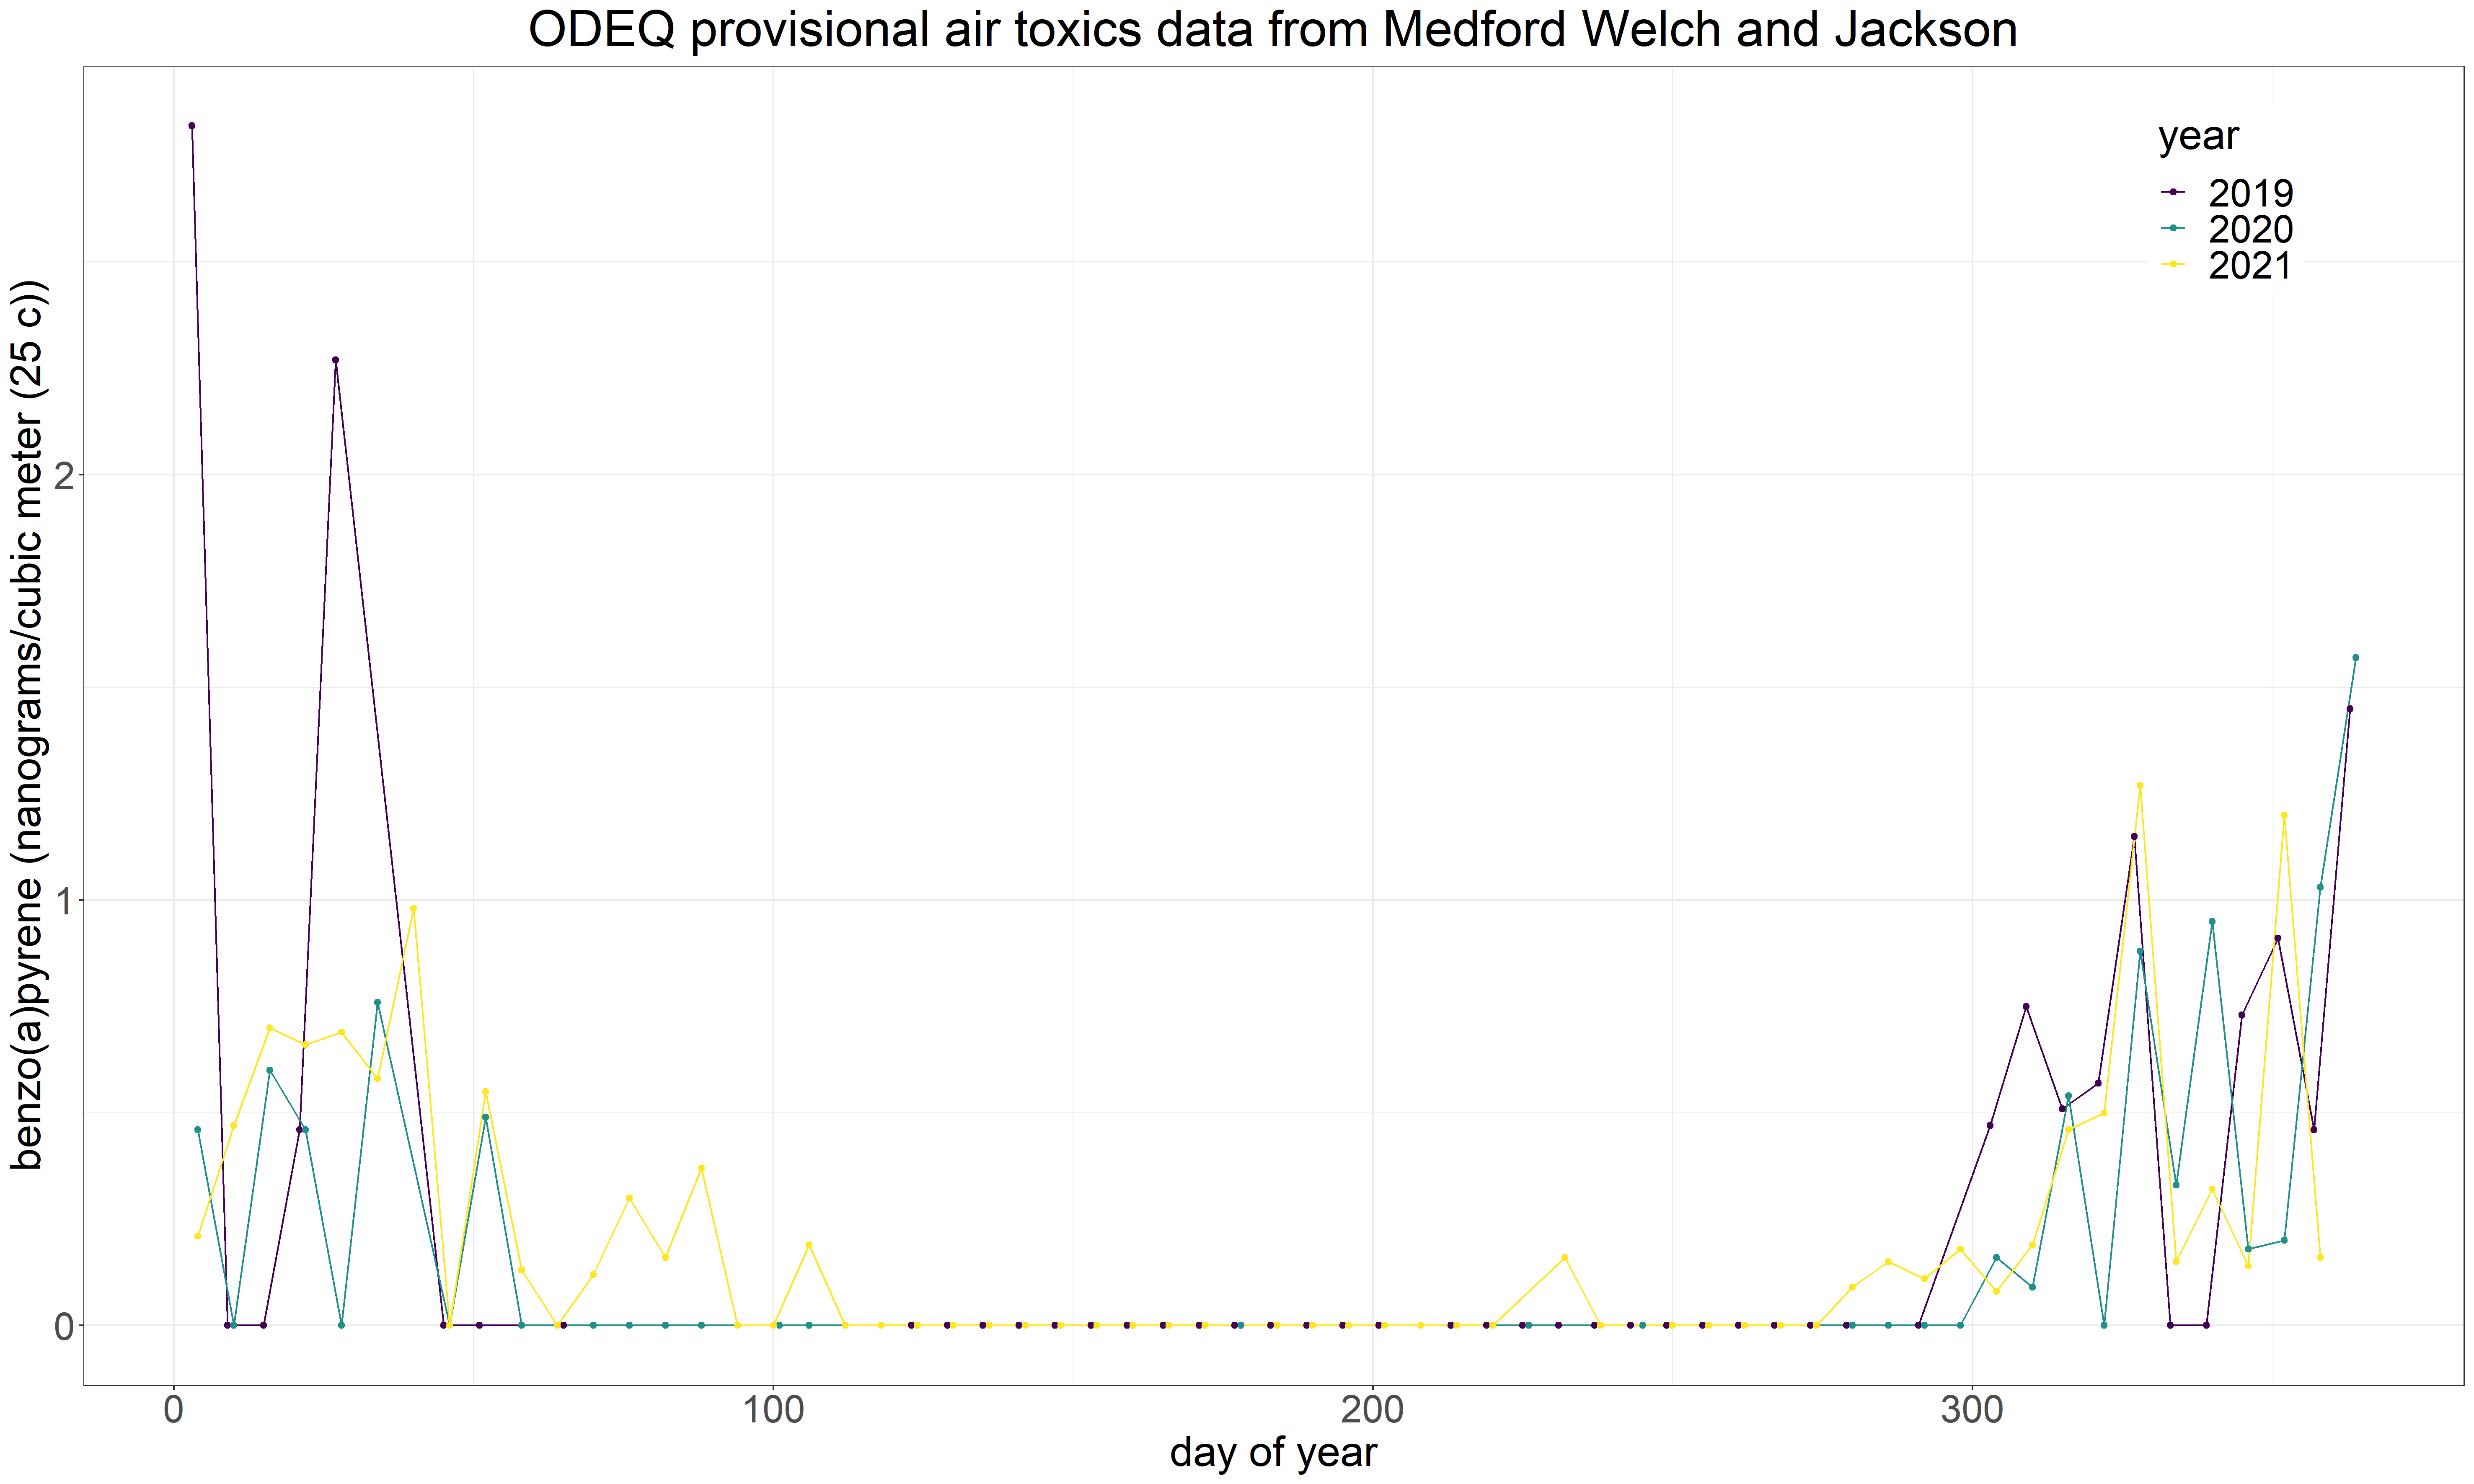 ODEQ provisional air toxics data from Medford Welch and Jackson
benzo(a)pyrene (nanograms/cubic meter (25 c))
2
1
0
year
2019
2020
2021
0 100 200 300
day of year